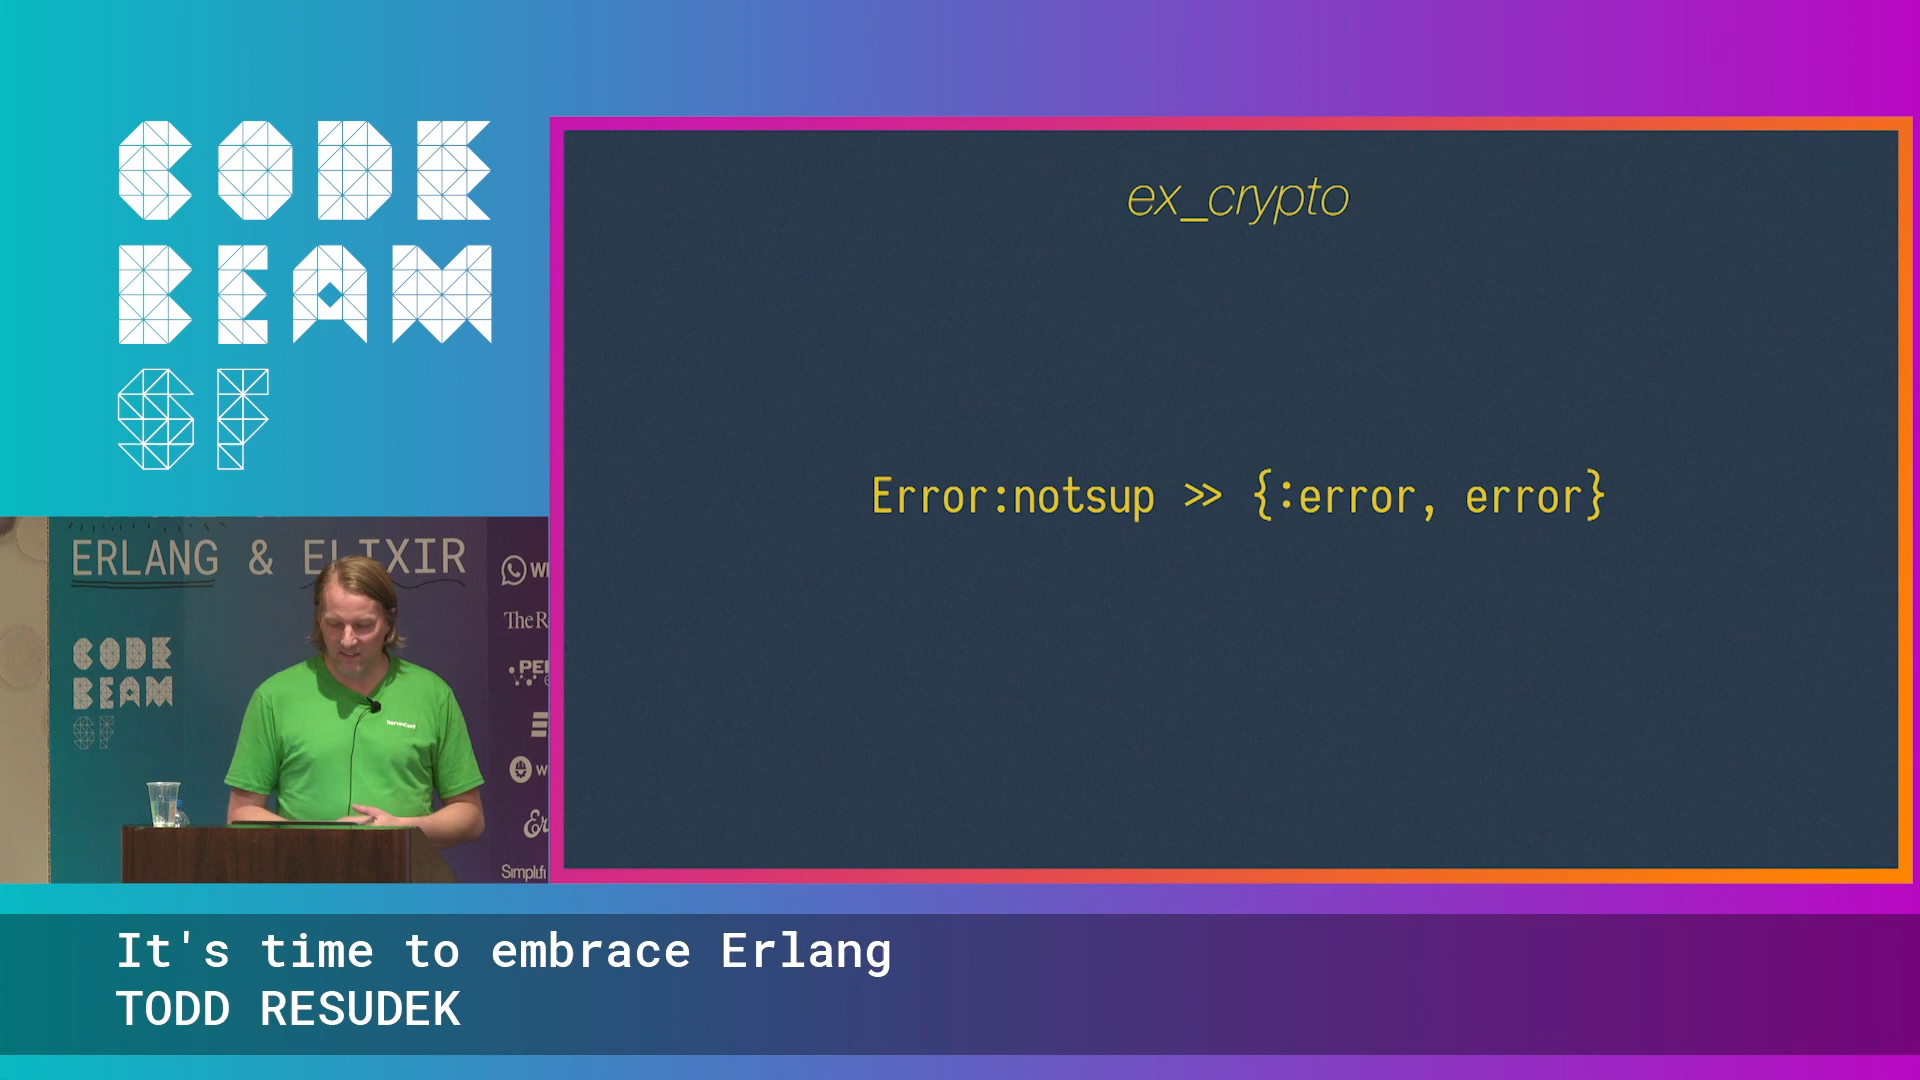 CODE
BEAM
SF
ex_crypto
Error:notsup >> {:error, error}
ERLANG & ELIXIR
CODE
BEAM
SF
The R
It's time to embrace Erlang
TODD RESUDEK